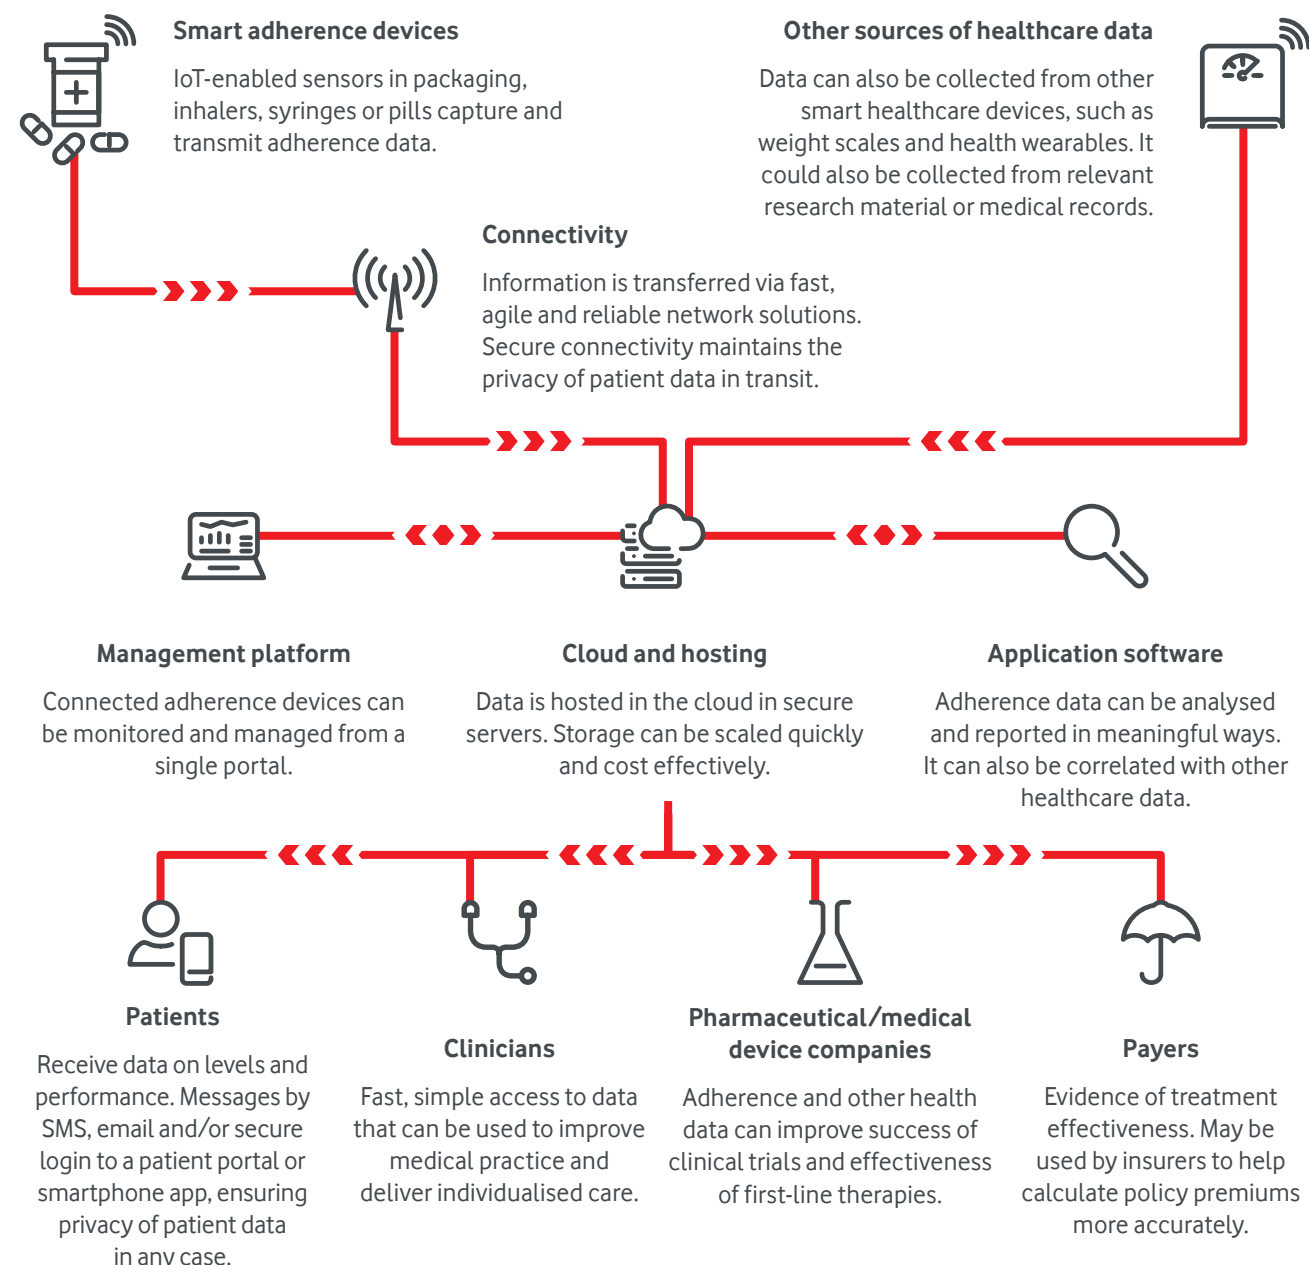 Smart adherence devices
IoT-enabled sensors in packaging,
inhalers, syringes or pills capture and
transmit adherence data.
Other sources of healthcare data
Data can also be collected from other
smart healthcare devices, such as
weight scales and health wearables. It
could also be collected from relevant
research material or medical records.
Connectivity
Information is transferred via fast,
agile and reliable network solutions.
Secure connectivity maintains the
privacy of patient data in transit.
Management platform
Connected adherence devices can
be monitored and managed from a
single portal.
Cloud and hosting
Data is hosted in the cloud in secure
servers. Storage can be scaled quickly
and cost effectively.
Application software
Adherence data can be analysed
and reported in meaningful ways.
It can also be correlated with other
healthcare data.
Patients
Receive data on levels and
performance. Messages by
SMS, email and/or secure
login to a patient portal or
smartphone app, ensuring
privacy of patient data
in any case.
Clinicians
Fast, simple access to data
that can be used to improve
medical practice and
deliver individualised care.
Pharmaceutical/medical
device companies
Adherence and other health
data can improve success of
clinical trials and effectiveness
of first-line therapies.
Payers
Evidence of treatment
effectiveness. May be
used by insurers to help
calculate policy premiums
more accurately.